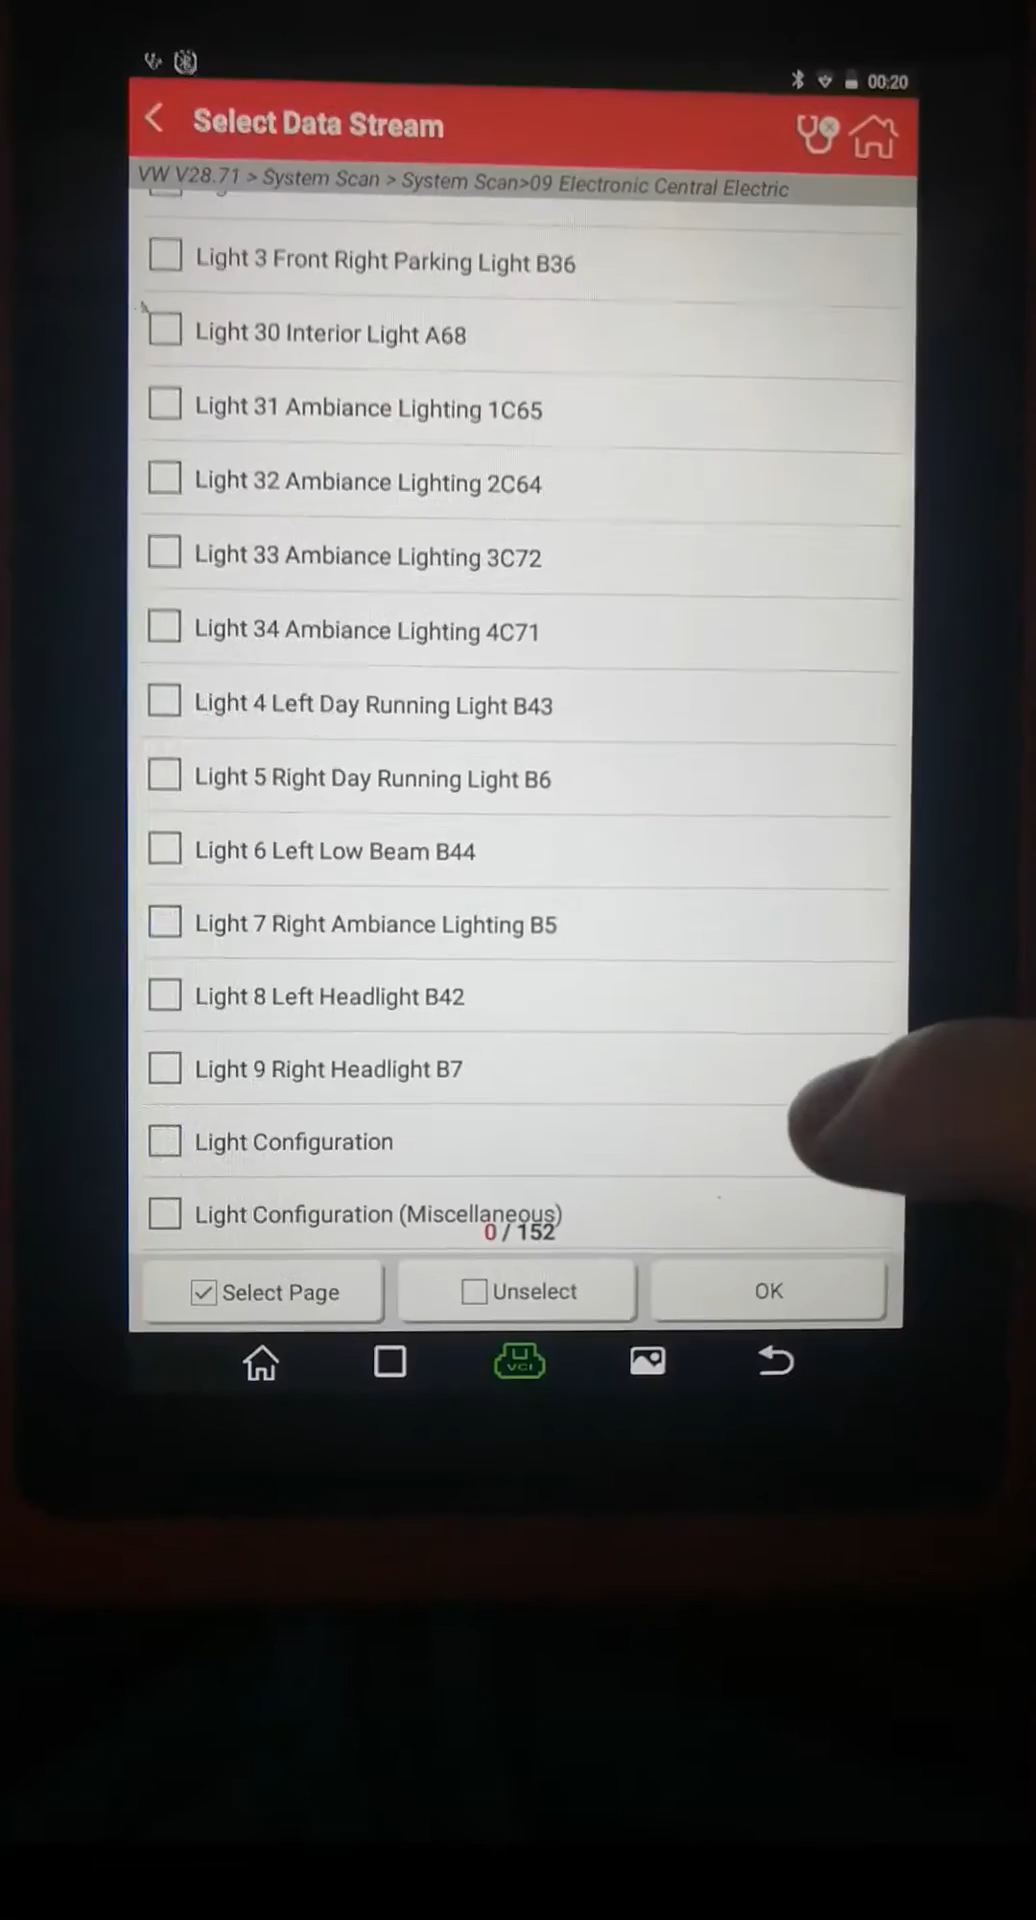 00:20
Select Data Stream
VW V28.71 > System Scan > System Scan>09 Electronic Central Electric
Light 3 Front Right Parking Light B36
Light 30 Interior Light A68
Light 31 Ambiance Lighting 1C65
Light 32 Ambiance Lighting 2C64
Light 33 Ambiance Lighting 3C72
Light 34 Ambiance Lighting 4C71
Light 4 Left Day Running Light B43
Light 5 Right Day Running Light B6
Light 6 Left Low Beam B44
Light 7 Right Ambiance Lighting B5
Light 8 Left Headlight B42
Light 9 Right Headlight B7
Light Configuration
Light Configuration (Miscellaneous)
0 / 152
Select Page
Unselect
OK
VCI